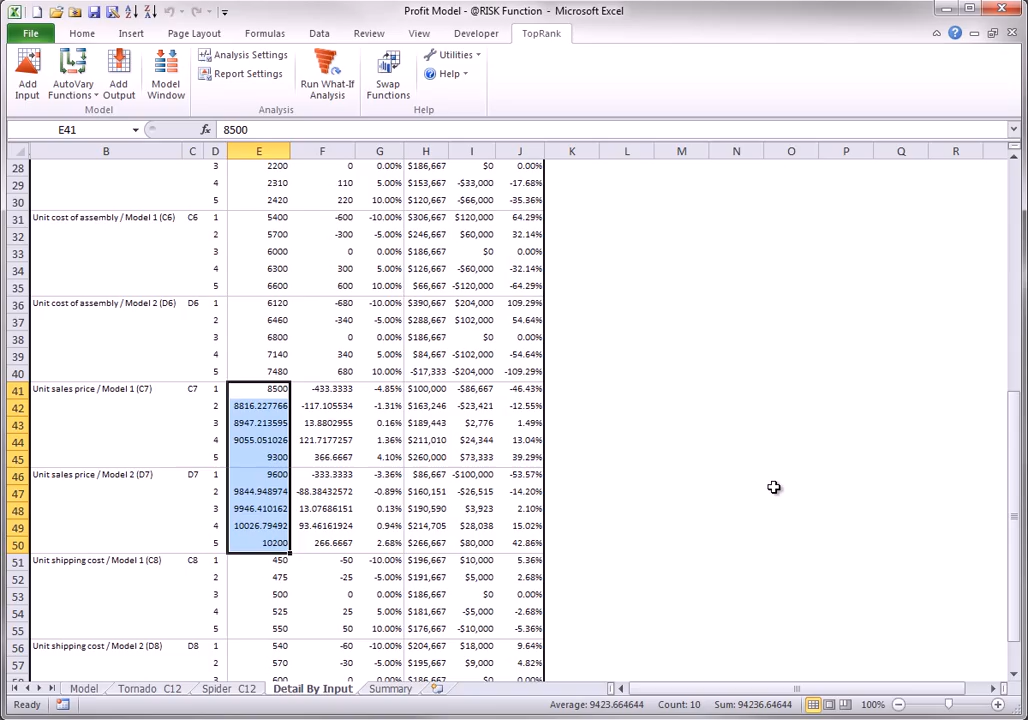 Profit Model - @RISK Function - Microsoft Excel
File Home Insert Page Layout Formulas Data Review View Developer TopRank
Add Input AutoVary Functions Add Output Model Window Analysis Settings Report Settings Run What-If Analysis Swap Functions Utilities Help
Model Analysis Help
E41 fx 8500
B C D E F G H I J K L M N O P Q R
28 3 2200 0 0.00% $186,667 $0 0.00%
29 4 2310 110 5.00% $153,667 -$33,000 -17.68%
30 5 2420 220 10.00% $120,667 -$66,000 -35.36%
31 Unit cost of assembly / Model 1 (C6) C6 1 5400 -600 -10.00% $306,667 $120,000 64.29%
32 2 5700 -300 -5.00% $246,667 $60,000 32.14%
33 3 6000 0 0.00% $186,667 $0 0.00%
34 4 6300 300 5.00% $126,667 -$60,000 -32.14%
35 5 6600 600 10.00% $66,667 -$120,000 -64.29%
36 Unit cost of assembly / Model 2 (D6) D6 1 6120 -680 -10.00% $390,667 $204,000 109.29%
37 2 6460 -340 -5.00% $288,667 $102,000 54.64%
38 3 6800 0 0.00% $186,667 $0 0.00%
39 4 7140 340 5.00% $84,667 -$102,000 -54.64%
40 5 7480 680 10.00% -$17,333 -$204,000 -109.29%
41 Unit sales price / Model 1 (C7) C7 1 8500 -433.3333 -4.85% $100,000 -$86,667 -46.43%
42 2 8816.227766 -117.105534 -1.31% $163,246 -$23,421 -12.55%
43 3 8947.213595 13.8802955 0.16% $189,443 $2,776 1.49%
44 4 9055.051026 121.7177257 1.36% $211,010 $24,344 13.04%
45 5 9300 366.6667 4.10% $260,000 $73,333 39.29%
46 Unit sales price / Model 2 (D7) D7 1 9600 -333.3333 -3.36% $86,667 -$100,000 -53.57%
47 2 9844.948974 -88.38432572 -0.89% $160,151 -$26,515 -14.20%
48 3 9946.410162 13.07686151 0.13% $190,590 $3,923 2.10%
49 4 10026.79492 93.46161924 0.94% $214,705 $28,038 15.02%
50 5 10200 266.6667 2.68% $266,667 $80,000 42.86%
51 Unit shipping cost / Model 1 (C8) C8 1 450 -50 -10.00% $196,667 $10,000 5.36%
52 2 475 -25 -5.00% $191,667 $5,000 2.68%
53 3 500 0 0.00% $186,667 $0 0.00%
54 4 525 25 5.00% $181,667 -$5,000 -2.68%
55 5 550 50 10.00% $176,667 -$10,000 -5.36%
56 Unit shipping cost / Model 2 (D8) D8 1 540 -60 -10.00% $204,667 $18,000 9.64%
57 2 570 -30 -5.00% $195,667 $9,000 4.82%
Model Tornado C12 Spider C12 Detail By Input Summary
Ready Average: 9423.664644 Count: 10 Sum: 94236.64644 100%